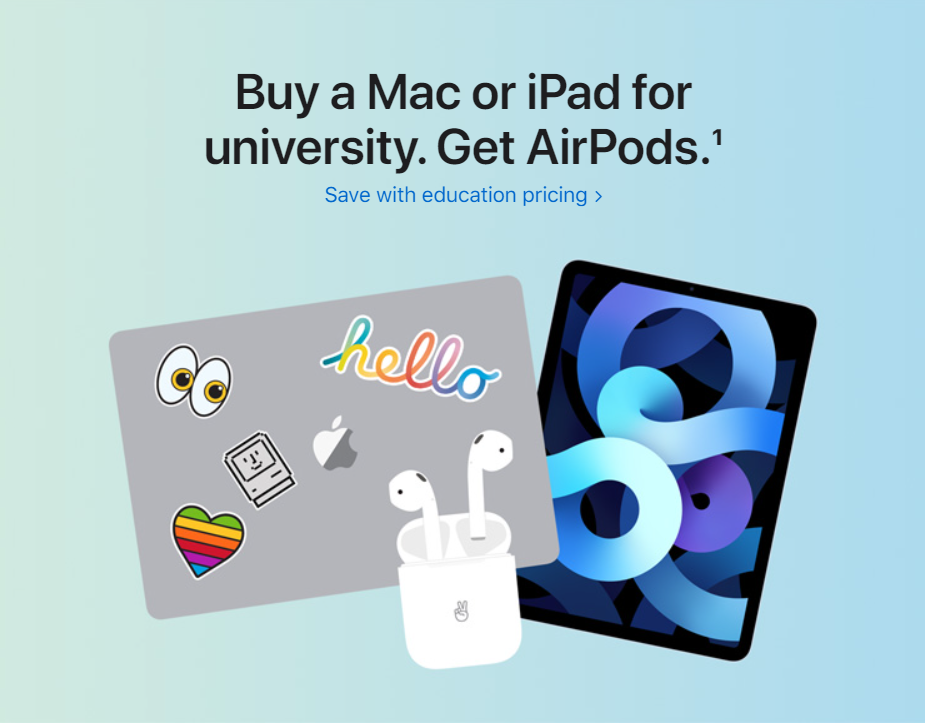 Buy a Mac or iPad for
university. Get AirPods.¹
Save with education pricing >
hello